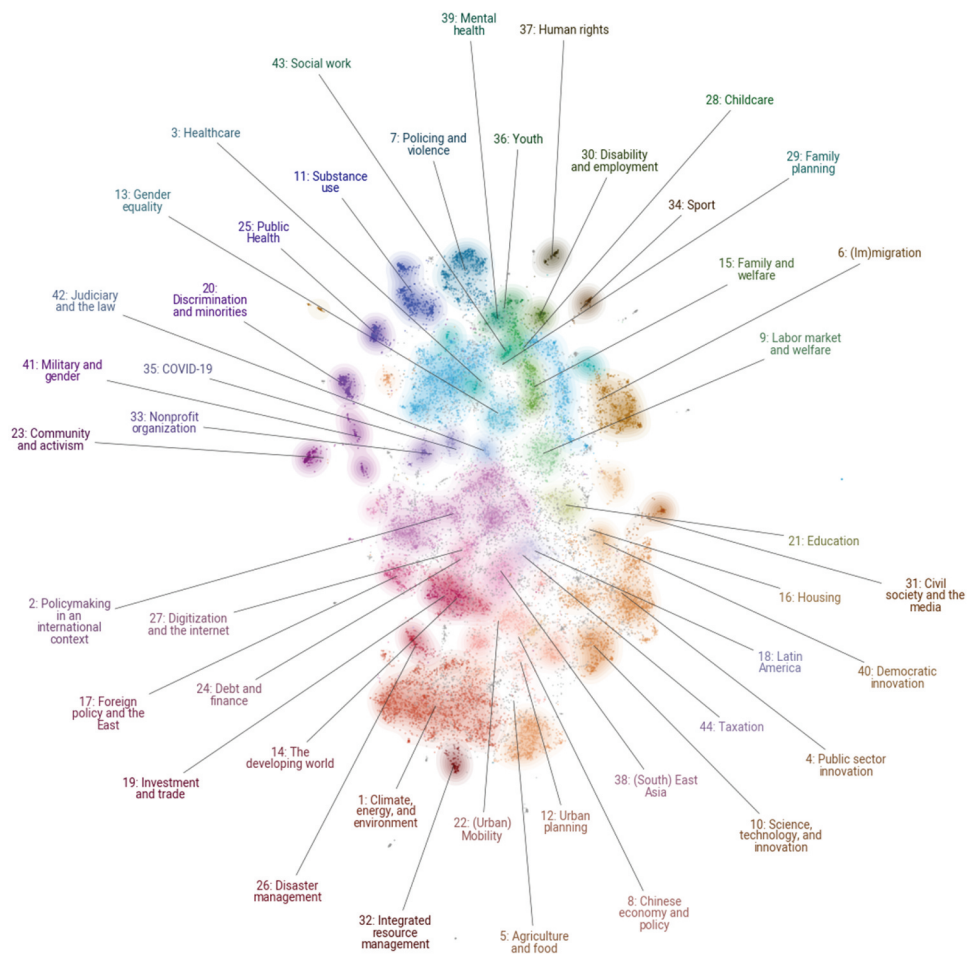 39: Mental
health
37: Human rights
43: Social work
28: Childcare
3: Healthcare
7: Policing and
violence
36: Youth
30: Disability
and employment
29: Family
planning
11: Substance
use
13: Gender
equality
34: Sport
25: Public
Health
6: (Im)migration
15: Family and
welfare
42: Judiciary
and the law
20:
Discrimination
and minorities
9: Labor market
and welfare
41: Military and
gender
35: COVID-19
33: Nonprofit
organization
23: Community
and activism
21: Education
31: Civil
society and the
media
2: Policymaking
in an
international
context
27: Digitization
and the internet
16: Housing
18: Latin
America
40: Democratic
innovation
17: Foreign
policy and the
East
24: Debt and
finance
44: Taxation
14: The
developing world
4: Public sector
innovation
19: Investment
and trade
38: (South) East
Asia
1: Climate,
energy, and
environment
22: (Urban)
Mobility
12: Urban
planning
10: Science,
technology, and
innovation
26: Disaster
management
8: Chinese
economy and
policy
32: Integrated
resource
management
5: Agriculture
and food